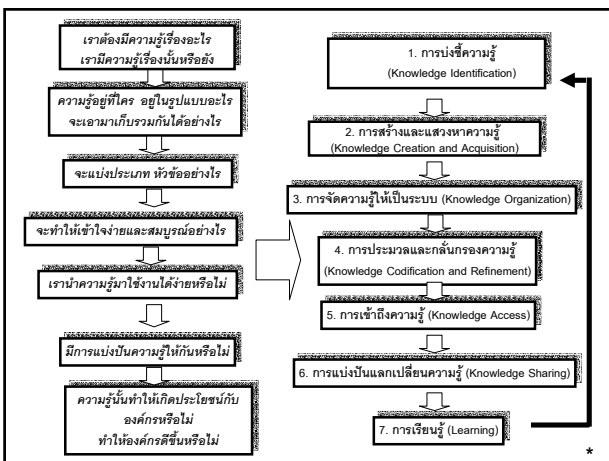 เราต้องมีความรู้เรื่องอะไร
เรามีความรู้เรื่องนั้นหรือยัง
ความรู้อยู่ที่ใคร อยู่ในรูปแบบอะไร
จะเอามาเก็บรวมกันได้อย่างไร
จะแบ่งประเภท หัวข้ออย่างไร
จะทำให้เข้าใจง่ายและสมบูรณ์อย่างไร
เรานำความรู้มาใช้งานได้ง่ายหรือไม่
มีการแบ่งปันความรู้ให้กันหรือไม่
ความรู้นั้นทำให้เกิดประโยชน์กับ
องค์กรหรือไม่
ทำให้องค์กรดีขึ้นหรือไม่
1. การบ่งชี้ความรู้
(Knowledge Identification)
2. การสร้างและแสวงหาความรู้
(Knowledge Creation and Acquisition)
3. การจัดความรู้ให้เป็นระบบ (Knowledge Organization)
4. การประมวลและกลั่นกรองความรู้
(Knowledge Codification and Refinement)
5. การเข้าถึงความรู้ (Knowledge Access)
6. การแบ่งปันแลกเปลี่ยนความรู้ (Knowledge Sharing)
7. การเรียนรู้ (Learning)
*